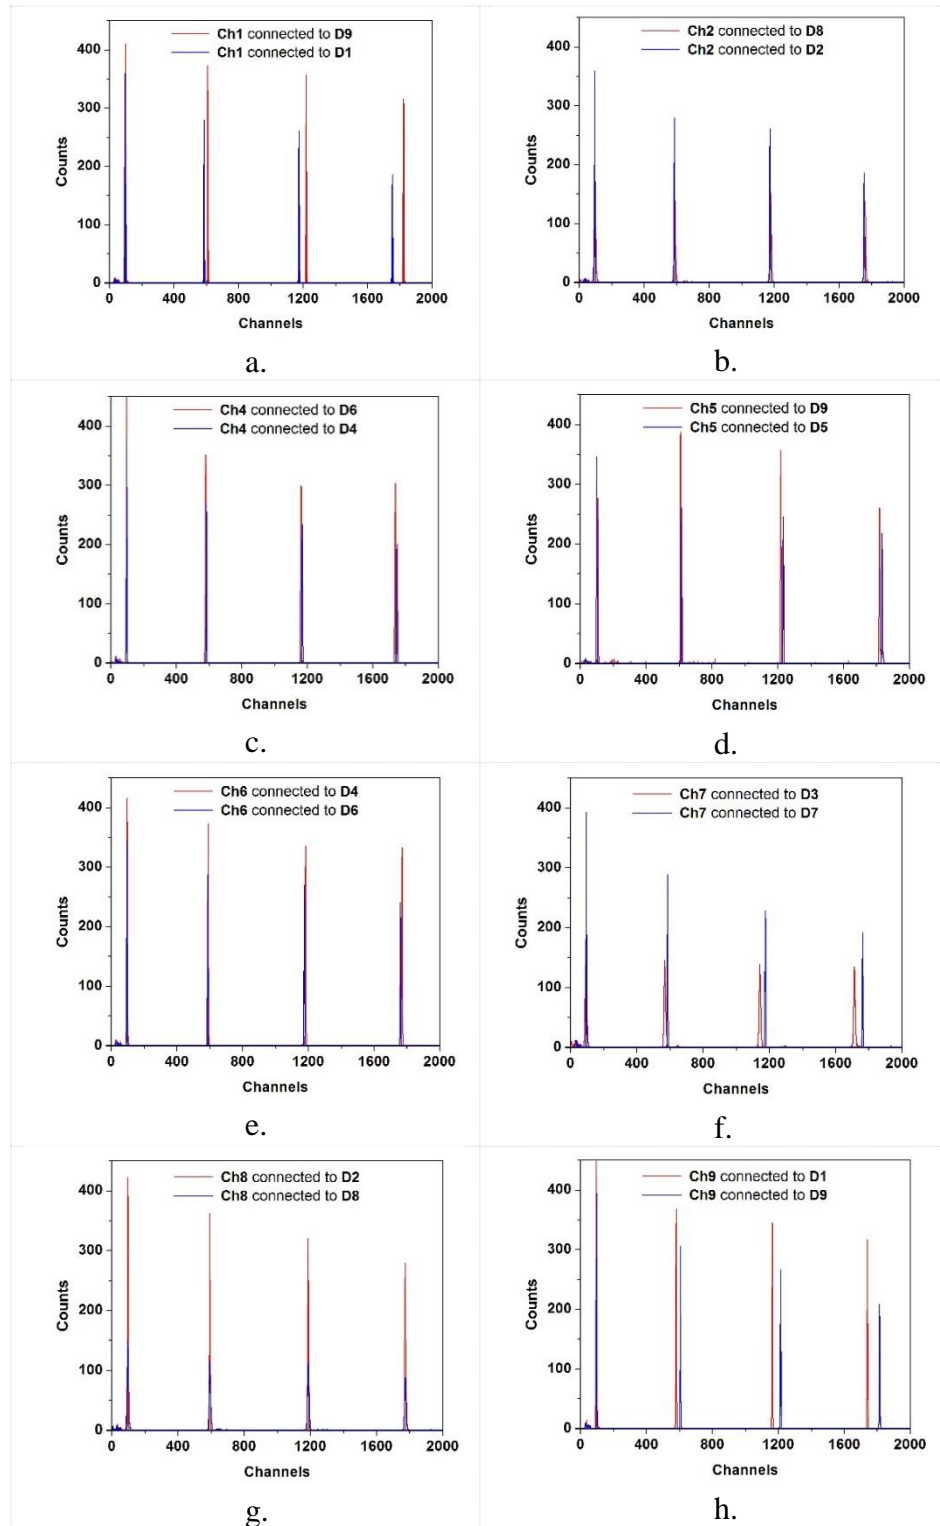 Ch1 connected to D9
Ch1 connected to D1
400
300
200
100
0
Counts
0 400 800 1200 1600 2000
Channels
a.
Ch2 connected to D8
Ch2 connected to D2
400
300
200
100
0
Counts
0 400 800 1200 1600 2000
Channels
b.
Ch4 connected to D6
Ch4 connected to D4
400
300
200
100
0
Counts
0 400 800 1200 1600 2000
Channels
c.
Ch5 connected to D9
Ch5 connected to D5
400
300
200
100
0
Counts
0 400 800 1200 1600 2000
Channels
d.
Ch6 connected to D4
Ch6 connected to D6
400
300
200
100
0
Counts
0 400 800 1200 1600 2000
Channels
e.
Ch7 connected to D3
Ch7 connected to D7
400
300
200
100
0
Counts
0 400 800 1200 1600 2000
Channels
f.
Ch8 connected to D2
Ch8 connected to D8
400
300
200
100
0
Counts
0 400 800 1200 1600 2000
Channels
g.
Ch9 connected to D1
Ch9 connected to D9
400
300
200
100
0
Counts
0 400 800 1200 1600 2000
Channels
h.